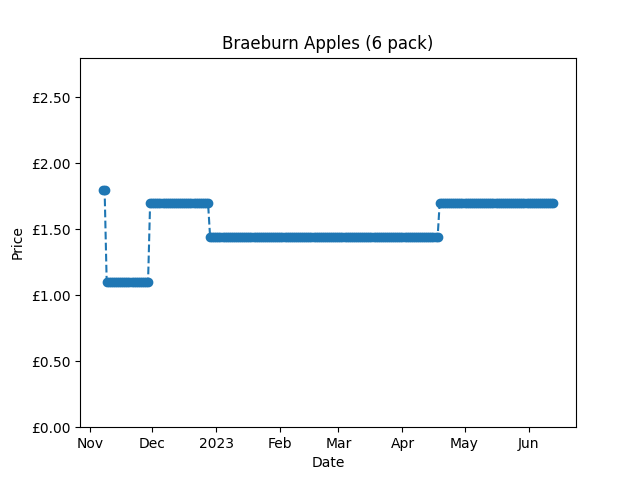 Braeburn Apples (6 pack)
£2.50
£2.00
£1.50
£1.00
£0.50
£0.00
Price
Nov Dec 2023 Feb Mar Apr May Jun
Date